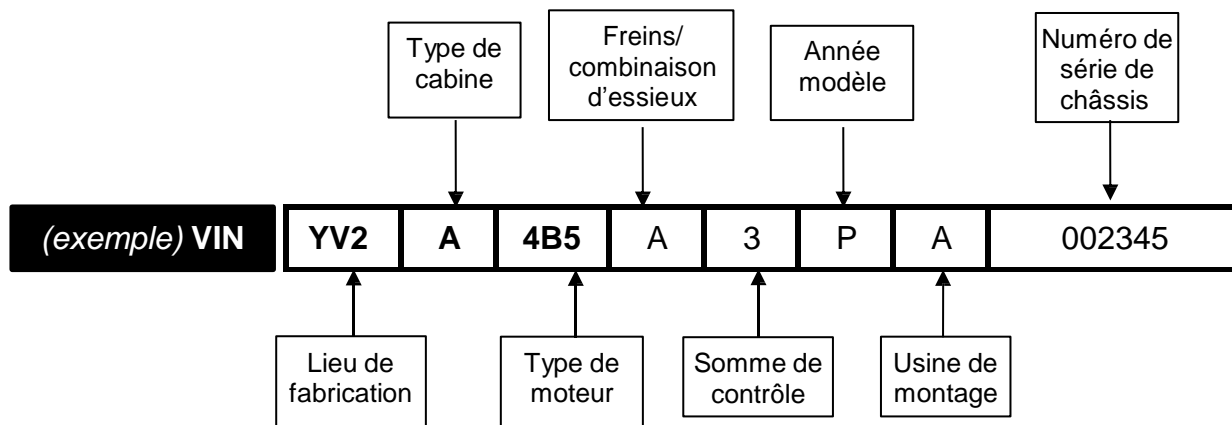 Type de
cabine
Freins/
combinaison
d'essieux
Année
modèle
Numéro de
série de
châssis
(exemple) VIN YV2 A 4B5 A 3 P A 002345
Lieu de
fabrication
Type de
moteur
Somme de
contrôle
Usine de
montage